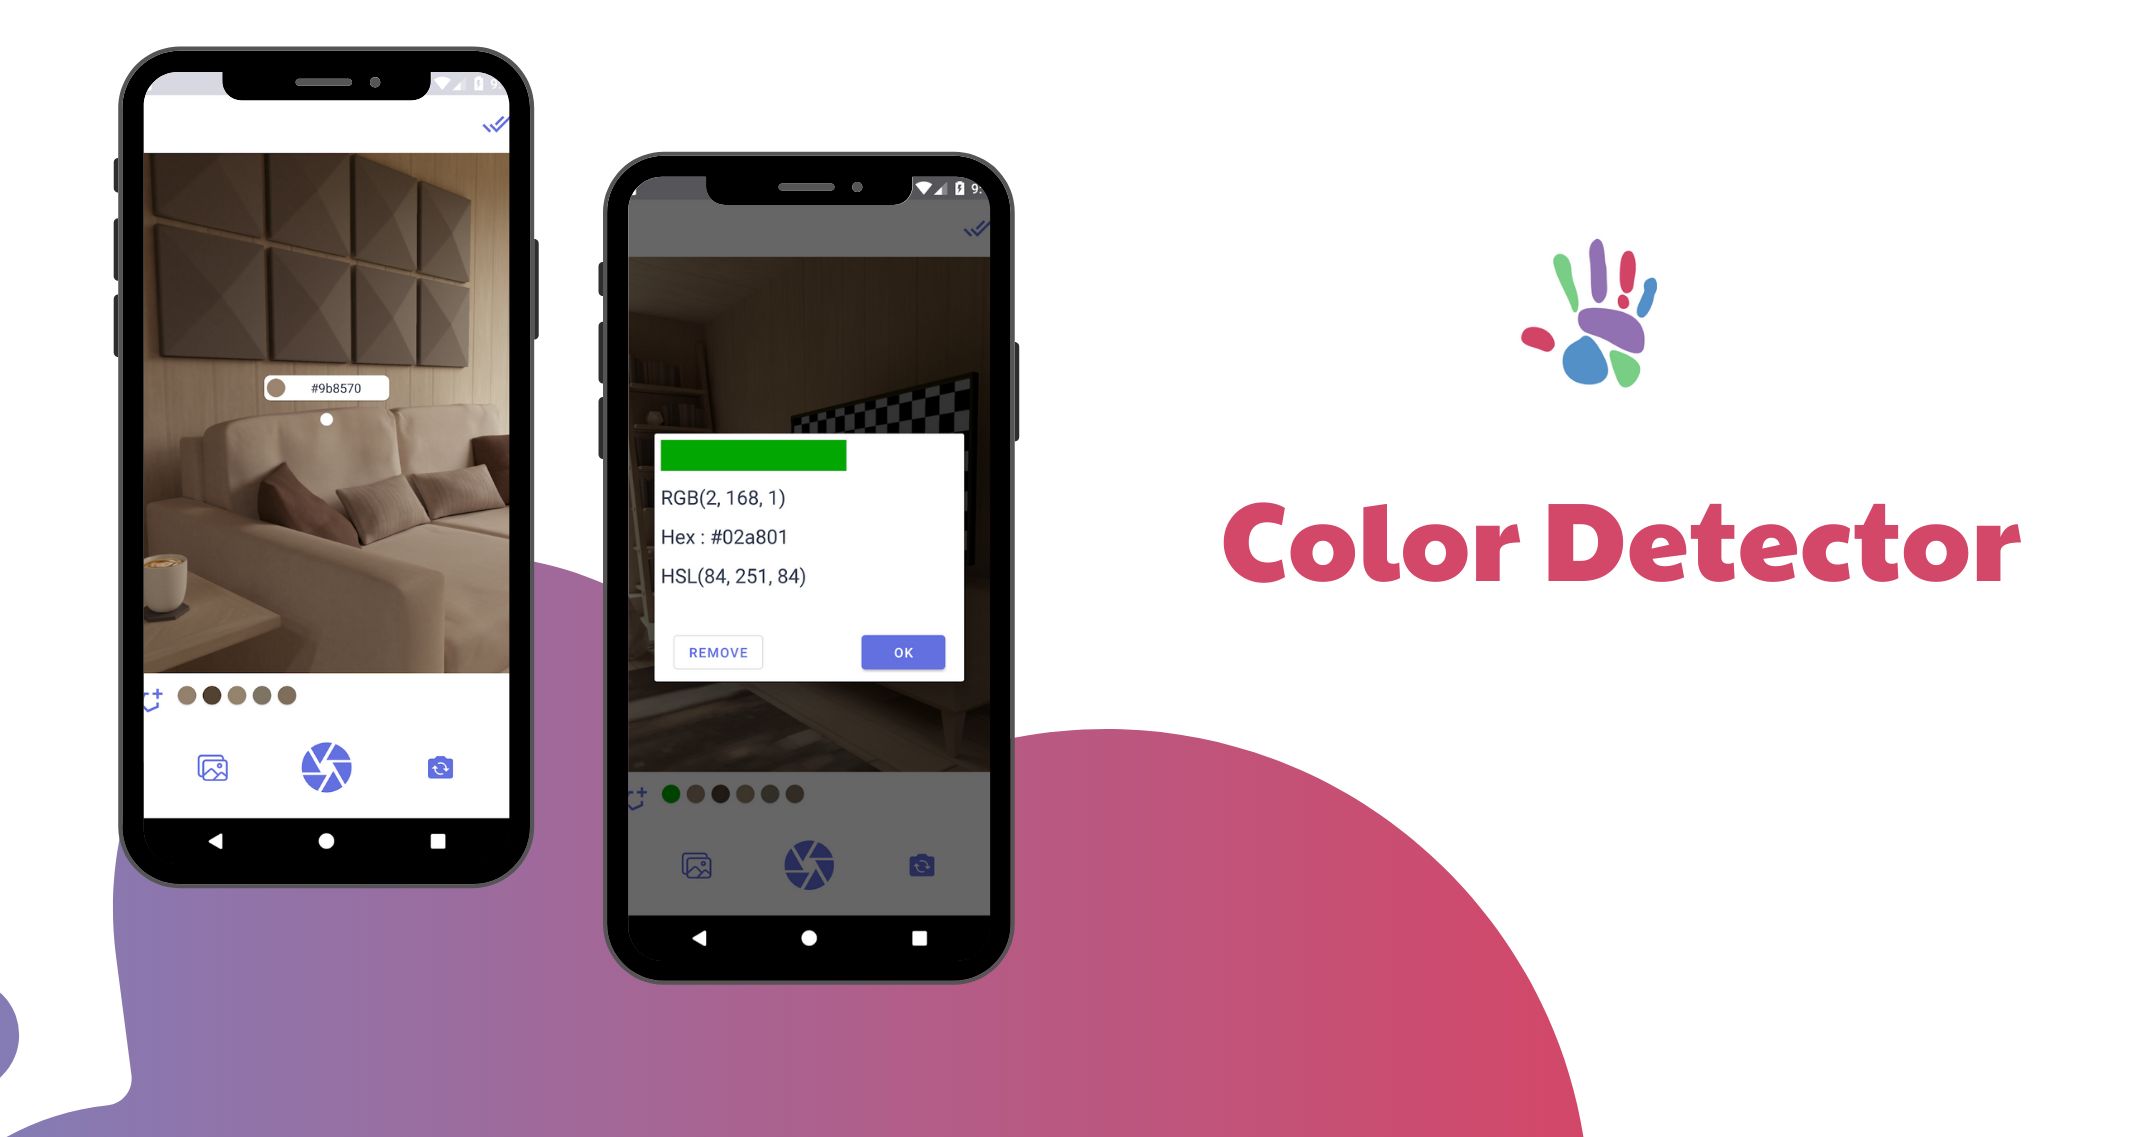 #9b8570
RGB(2, 168, 1)
Hex : #02a801
HSL(84, 251, 84)
REMOVE
OK
Color Detector